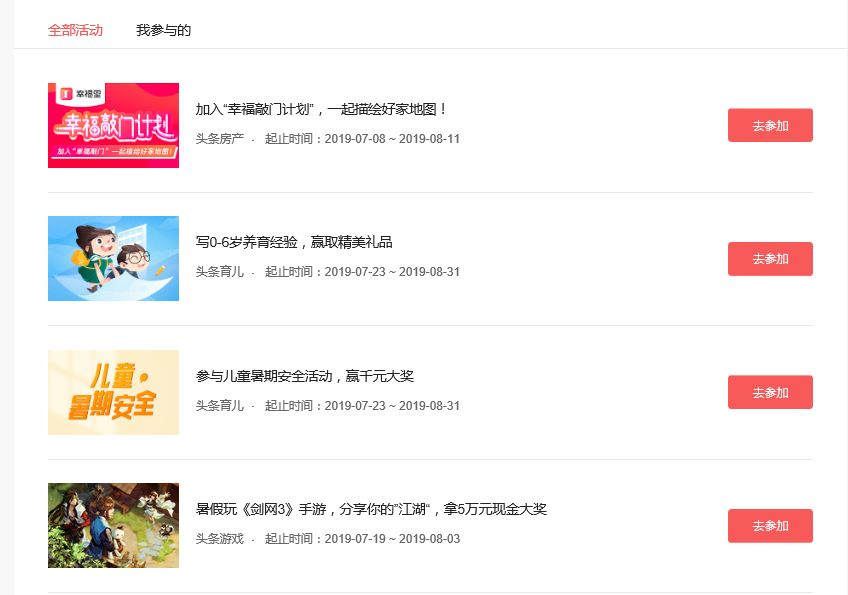 全部活动 我参与的
幸福里
幸福敲门计划
加入“幸福敲门”一起描绘好家地图!
加入“幸福敲门计划”，一起描绘好家地图！
头条房产 · 起止时间：2019-07-08 ~ 2019-08-11
去参加
写0-6岁养育经验，赢取精美礼品
头条育儿 · 起止时间：2019-07-23 ~ 2019-08-31
去参加
儿童
暑期安全
参与儿童暑期安全活动，赢千元大奖
头条育儿 · 起止时间：2019-07-23 ~ 2019-08-31
去参加
暑假玩《剑网3》手游，分享你的”江湖“，拿5万元现金大奖
头条游戏 · 起止时间：2019-07-19 ~ 2019-08-03
去参加